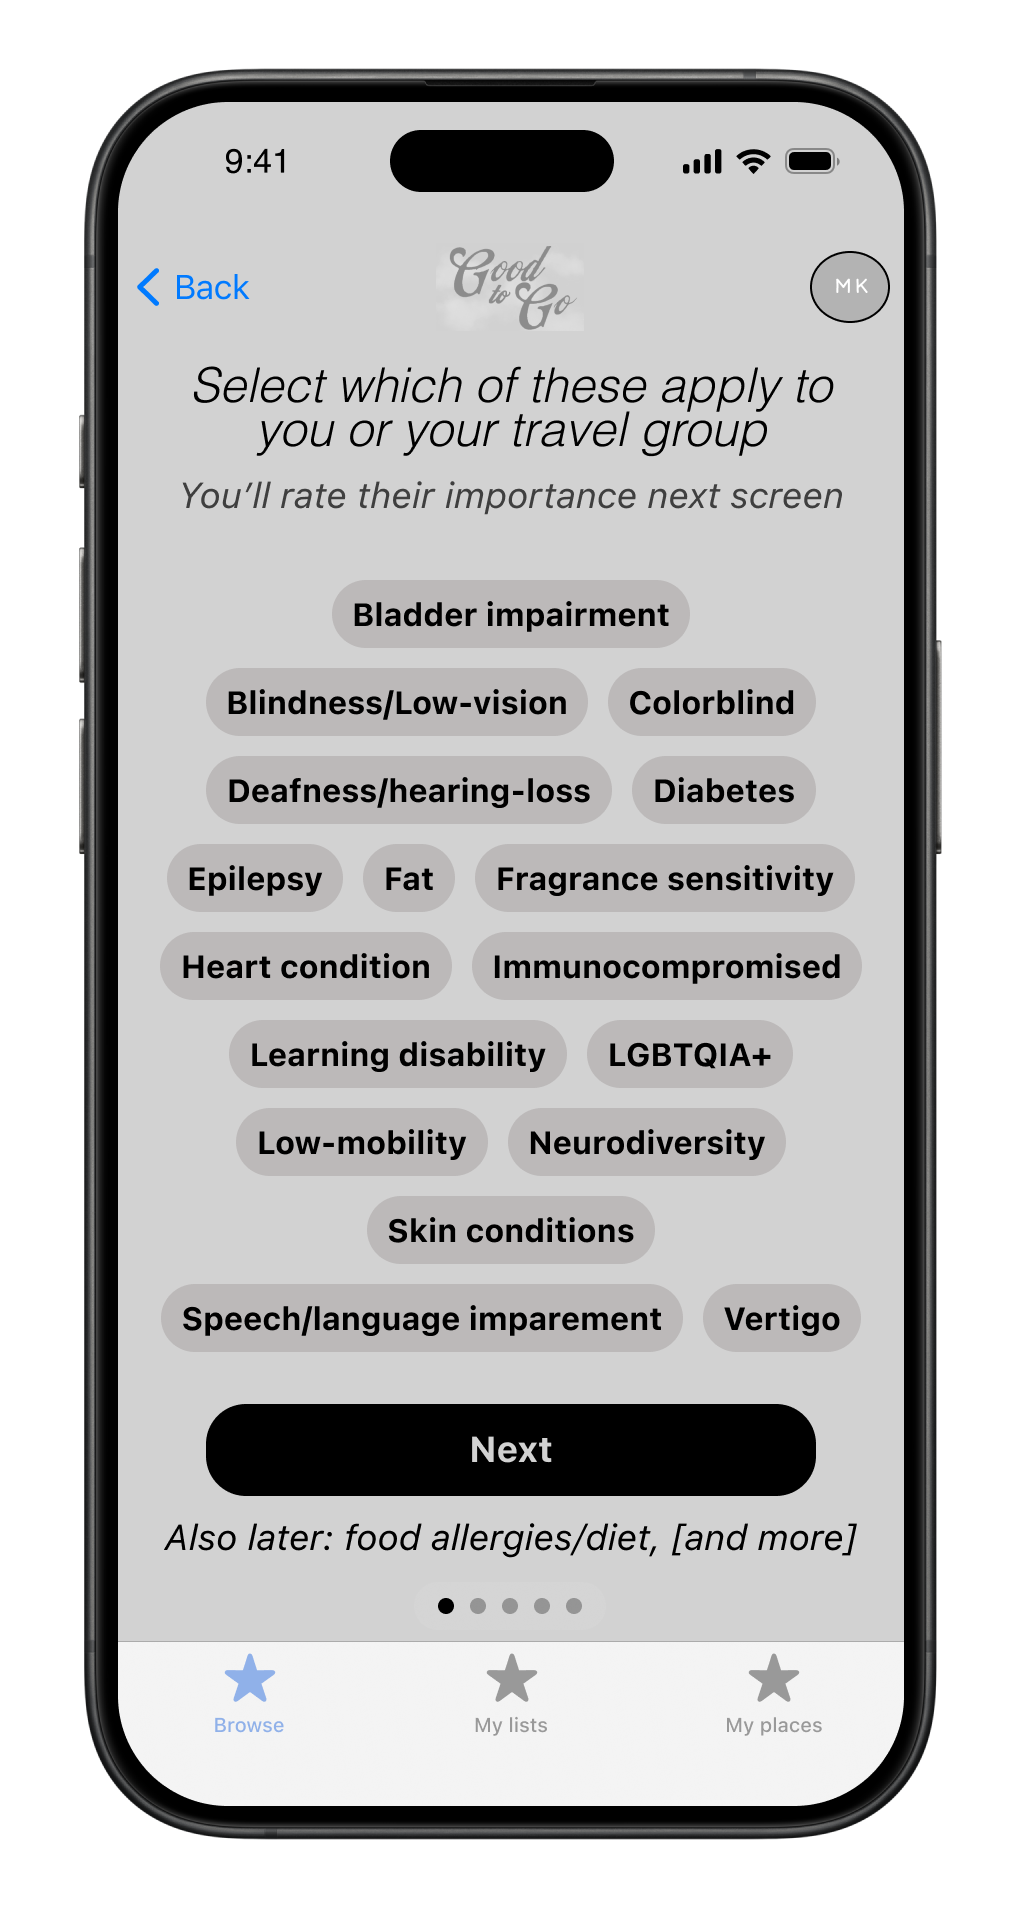 9:41
Back
Good
to Go
MK
Select which of these apply to
you or your travel group
You’ll rate their importance next screen
Bladder impairment
Blindness/Low-vision Colorblind
Deafness/hearing-loss Diabetes
Epilepsy Fat Fragrance sensitivity
Heart condition Immunocompromised
Learning disability LGBTQIA+
Low-mobility Neurodiversity
Skin conditions
Speech/language imparement Vertigo
Next
Also later: food allergies/diet, [and more]
Browse My lists My places